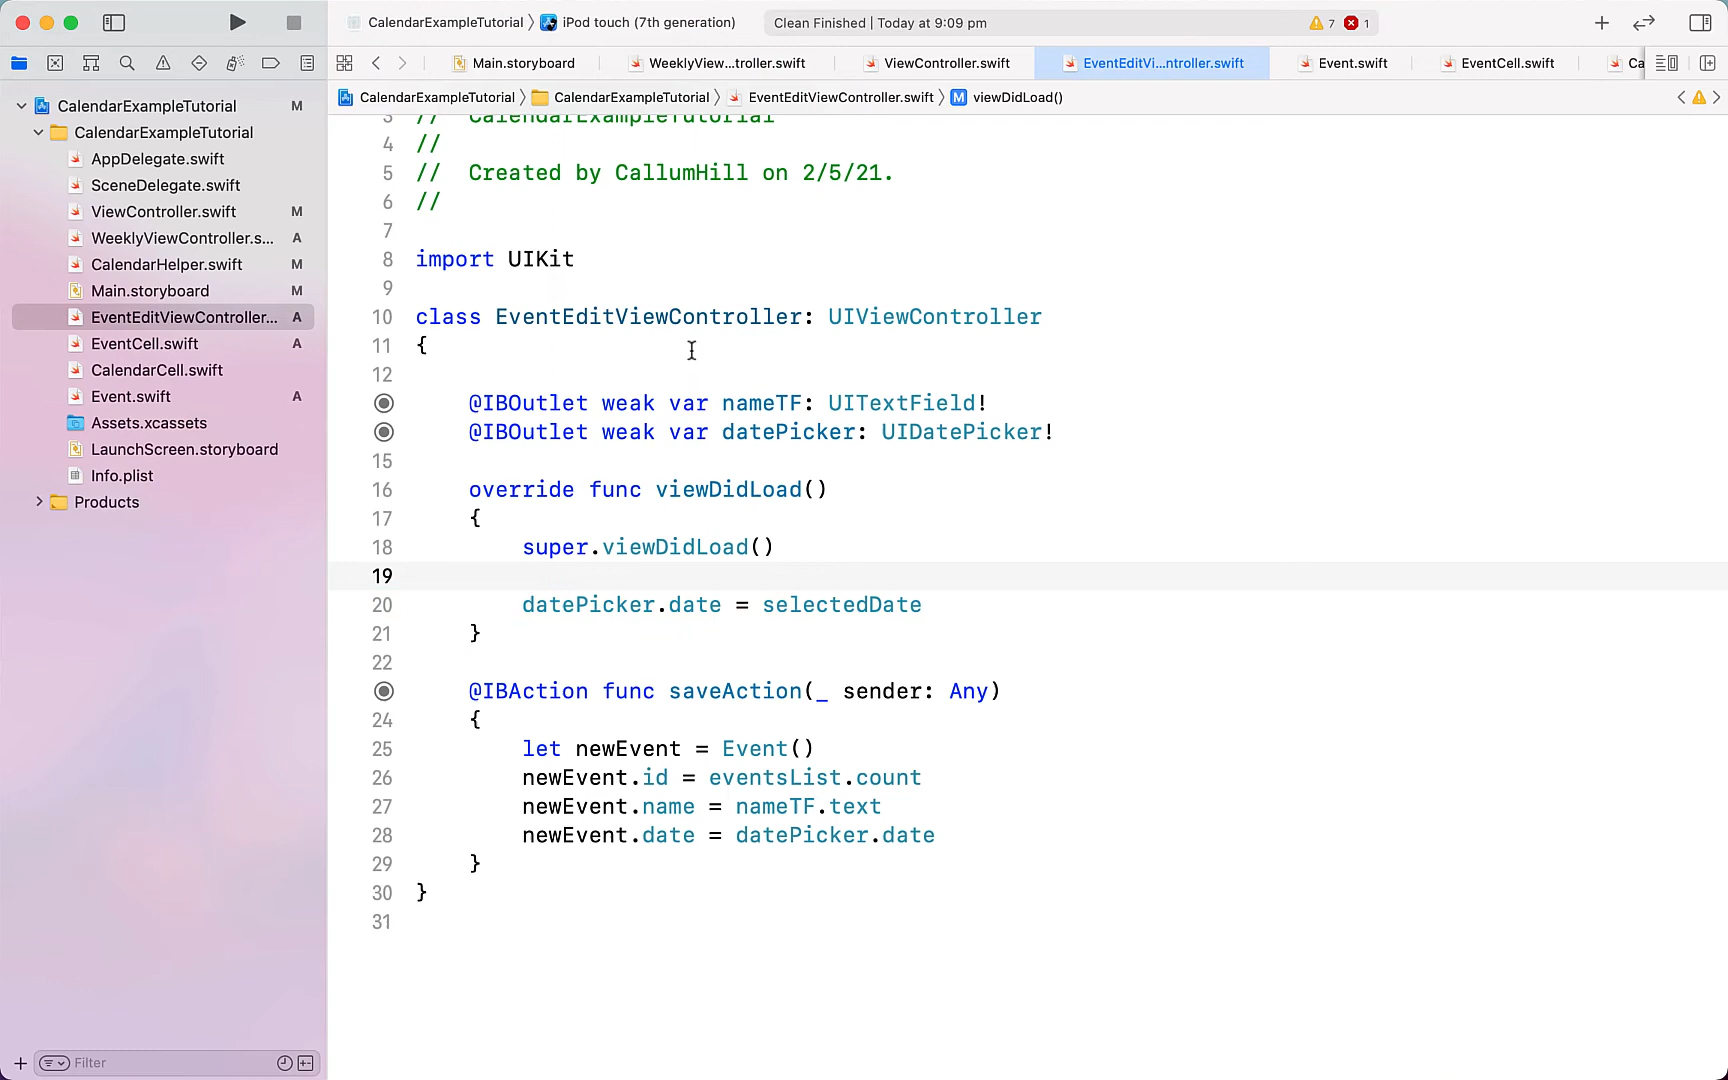 CalendarExampleTutorial 〉 iPod touch (7th generation)
Clean Finished | Today at 9:09 pm
7
1
Main.storyboard
WeeklyView...troller.swift
ViewController.swift
EventEditVi...ntroller.swift
Event.swift
EventCell.swift
Ca
CalendarExampleTutorial 〉 CalendarExampleTutorial 〉 EventEditViewController.swift 〉 M viewDidLoad()
CalendarExampleTutorial M
CalendarExampleTutorial
AppDelegate.swift
SceneDelegate.swift
ViewController.swift M
WeeklyViewController.s... A
CalendarHelper.swift M
Main.storyboard M
EventEditViewController... A
EventCell.swift A
CalendarCell.swift
Event.swift A
Assets.xcassets
LaunchScreen.storyboard
Info.plist
Products
Filter
3 // CalendarExampleTutorial
4 //
5 // Created by CallumHill on 2/5/21.
6 //
7
8 import UIKit
9
10 class EventEditViewController: UIViewController
11 {
12
@IBOutlet weak var nameTF: UITextField!
@IBOutlet weak var datePicker: UIDatePicker!
15
16 override func viewDidLoad()
17 {
18 super.viewDidLoad()
19
20 datePicker.date = selectedDate
21 }
22
@IBAction func saveAction(_ sender: Any)
24 {
25 let newEvent = Event()
26 newEvent.id = eventsList.count
27 newEvent.name = nameTF.text
28 newEvent.date = datePicker.date
29 }
30 }
31